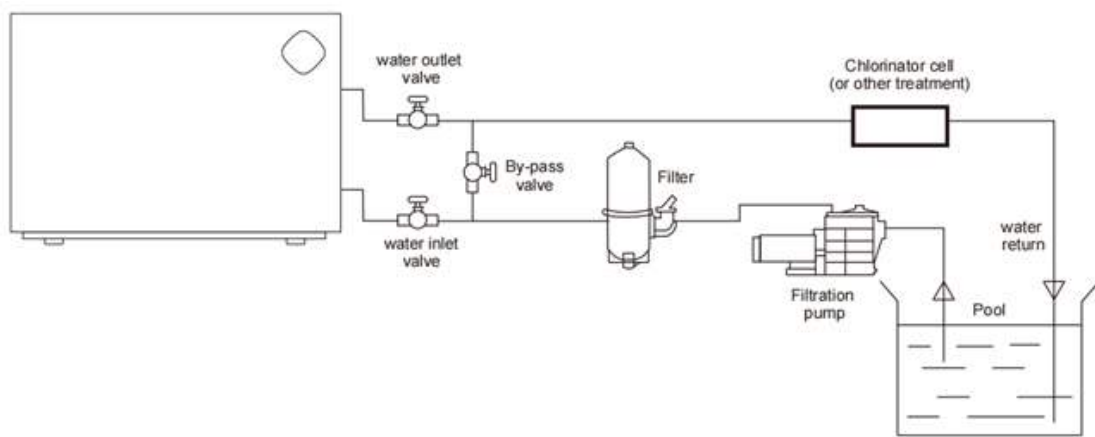 water outlet
valve
Chlorinator cell
(or other treatment)
By-pass
valve
Filter
water inlet
valve
water
return
Filtration
pump
Pool